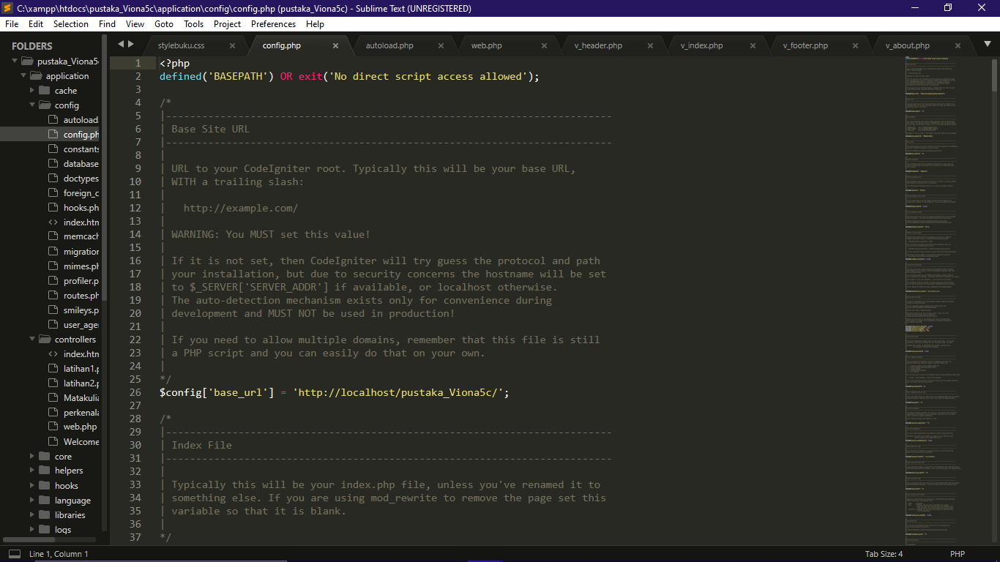 C:\xampp\htdocs\pustaka_Viona5c\application\config\config.php (pustaka_Viona5c) - Sublime Text (UNREGISTERED)
File Edit Selection Find View Goto Tools Project Preferences Help
FOLDERS
pustaka_Viona5
application
cache
config
autoload
config.ph
constants
database
doctypes
foreign_c
hooks.ph
index.htm
memcach
migration
mimes.ph
profiler.p
routes.ph
smileys.p
user_age
controllers
index.htm
latihan1.p
latihan2.p
Matakulia
perkenala
web.php
Welcome
core
helpers
hooks
language
libraries
logs
stylebuku.css config.php autoload.php web.php v_header.php v_index.php v_footer.php v_about.php
1 <?php
2 defined('BASEPATH') OR exit('No direct script access allowed');
3
4 /*
5 |--------------------------------------------------------------------------
6 | Base Site URL
7 |--------------------------------------------------------------------------
8 |
9 | URL to your CodeIgniter root. Typically this will be your base URL,
10 | WITH a trailing slash:
11 |
12 | http://example.com/
13 |
14 | WARNING: You MUST set this value!
15 |
16 | If it is not set, then CodeIgniter will try guess the protocol and path
17 | your installation, but due to security concerns the hostname will be set
18 | to $_SERVER['SERVER_ADDR'] if available, or localhost otherwise.
19 | The auto-detection mechanism exists only for convenience during
20 | development and MUST NOT be used in production!
21 |
22 | If you need to allow multiple domains, remember that this file is still
23 | a PHP script and you can easily do that on your own.
24 |
25 */
26 $config['base_url'] = 'http://localhost/pustaka_Viona5c/';
27
28 /*
29 |--------------------------------------------------------------------------
30 | Index File
31 |--------------------------------------------------------------------------
32 |
33 | Typically this will be your index.php file, unless you've renamed it to
34 | something else. If you are using mod_rewrite to remove the page set this
35 | variable so that it is blank.
36 |
37 */
Line 1, Column 1 Tab Size: 4 PHP